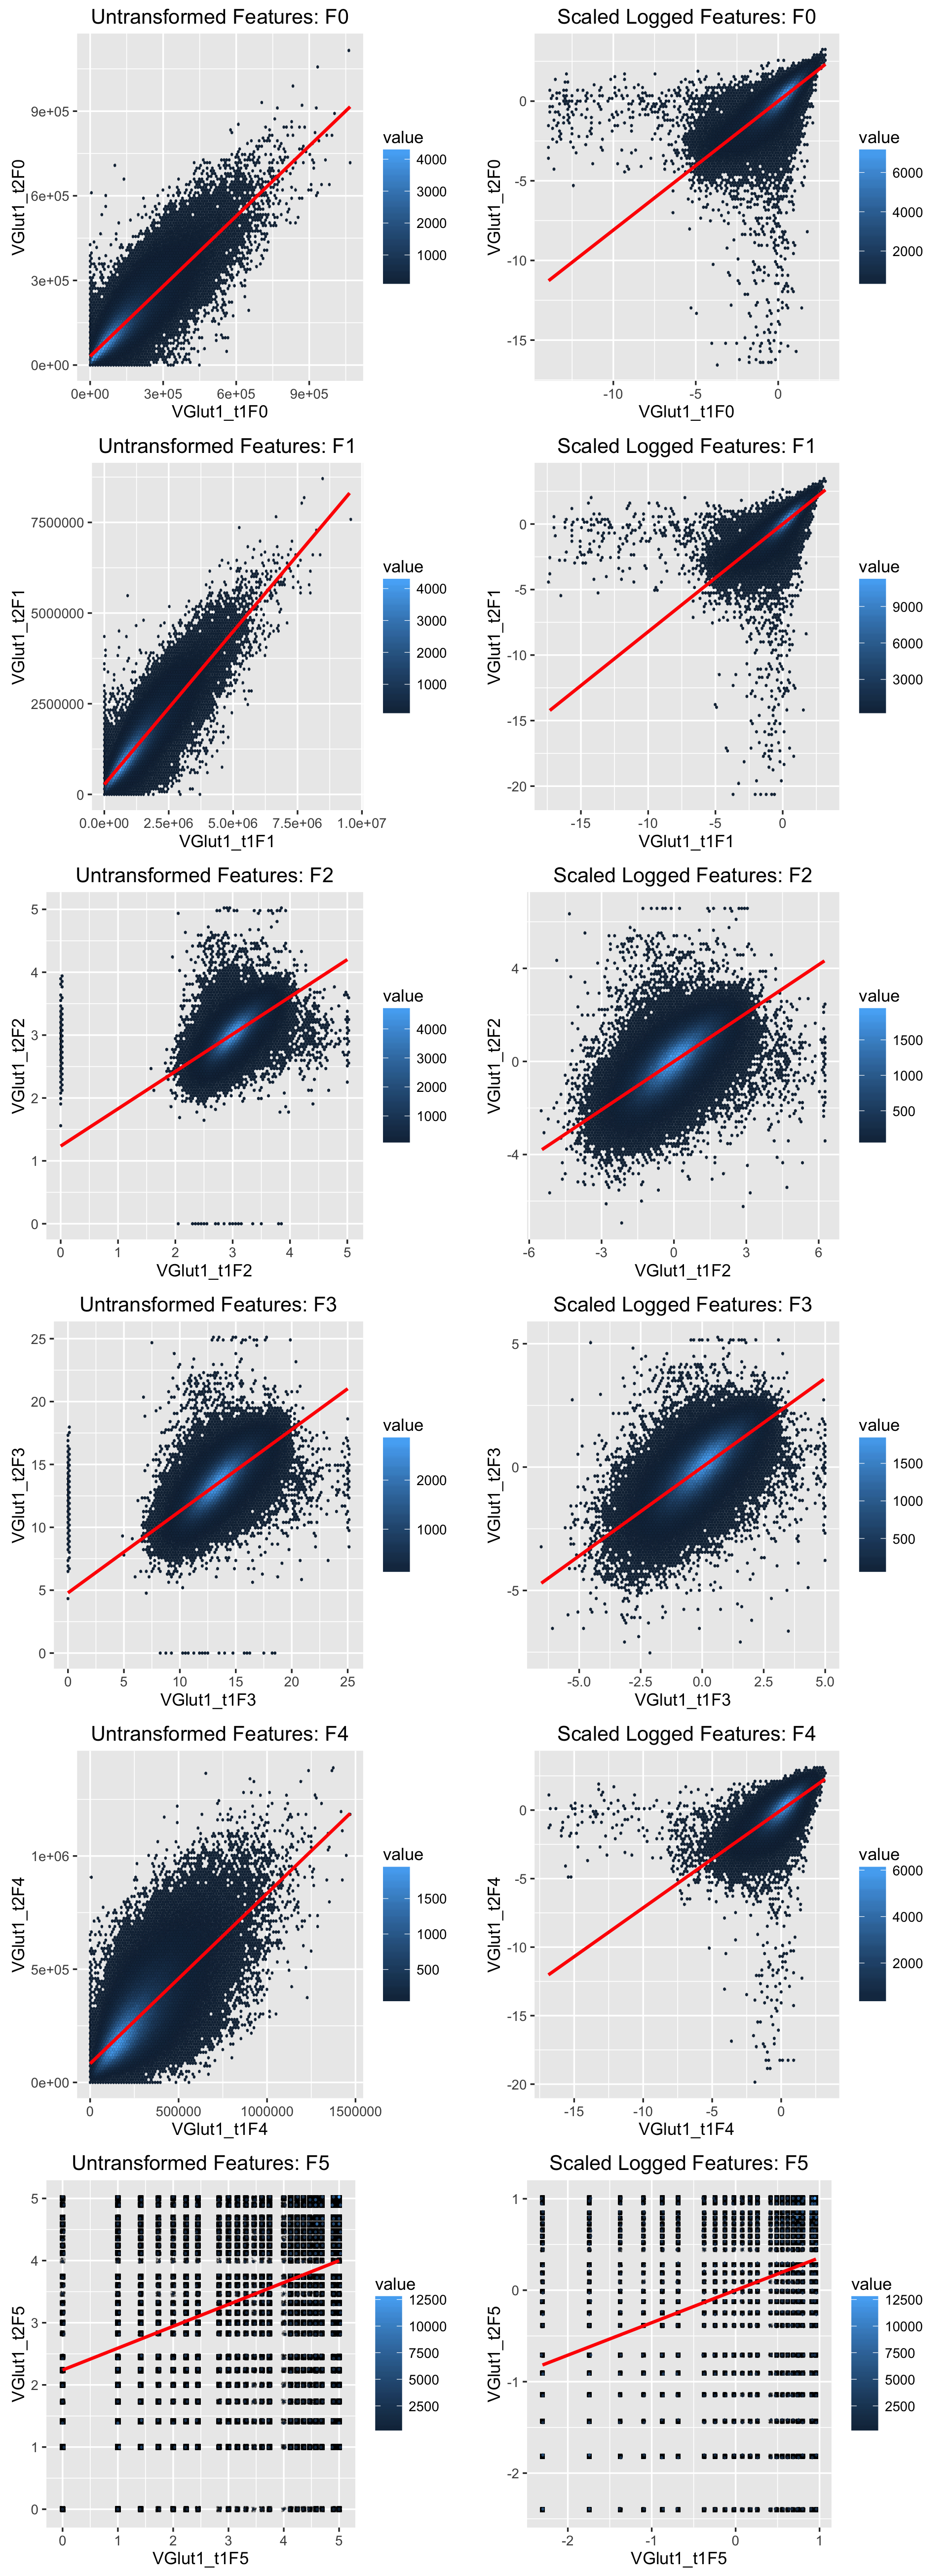 Untransformed Features: F0
VGlut1_t2F0
9e+05
6e+05
3e+05
0e+00
0e+00 3e+05 6e+05 9e+05
VGlut1_t1F0
value
4000
3000
2000
1000
Scaled Logged Features: F0
VGlut1_t2F0
0
-5
-10
-15
-10 -5 0
VGlut1_t1F0
value
6000
4000
2000
Untransformed Features: F1
VGlut1_t2F1
7500000
5000000
2500000
0
0.0e+00 2.5e+06 5.0e+06 7.5e+06 1.0e+07
VGlut1_t1F1
value
4000
3000
2000
1000
Scaled Logged Features: F1
VGlut1_t2F1
0
-5
-10
-15
-20
-15 -10 -5 0
VGlut1_t1F1
value
9000
6000
3000
Untransformed Features: F2
VGlut1_t2F2
5
4
3
2
1
0
0 1 2 3 4 5
VGlut1_t1F2
value
4000
3000
2000
1000
Scaled Logged Features: F2
VGlut1_t2F2
4
0
-4
-6 -3 0 3 6
VGlut1_t1F2
value
1500
1000
500
Untransformed Features: F3
VGlut1_t2F3
25
20
15
10
5
0
0 5 10 15 20 25
VGlut1_t1F3
value
2000
1000
Scaled Logged Features: F3
VGlut1_t2F3
5
0
-5
-5.0 -2.5 0.0 2.5 5.0
VGlut1_t1F3
value
1500
1000
500
Untransformed Features: F4
VGlut1_t2F4
1e+06
5e+05
0e+00
0 500000 1000000 1500000
VGlut1_t1F4
value
1500
1000
500
Scaled Logged Features: F4
VGlut1_t2F4
0
-5
-10
-15
-20
-15 -10 -5 0
VGlut1_t1F4
value
6000
4000
2000
Untransformed Features: F5
VGlut1_t2F5
5
4
3
2
1
0
0 1 2 3 4 5
VGlut1_t1F5
value
12500
10000
7500
5000
2500
Scaled Logged Features: F5
VGlut1_t2F5
1
0
-1
-2
-2 -1 0 1
VGlut1_t1F5
value
12500
10000
7500
5000
2500